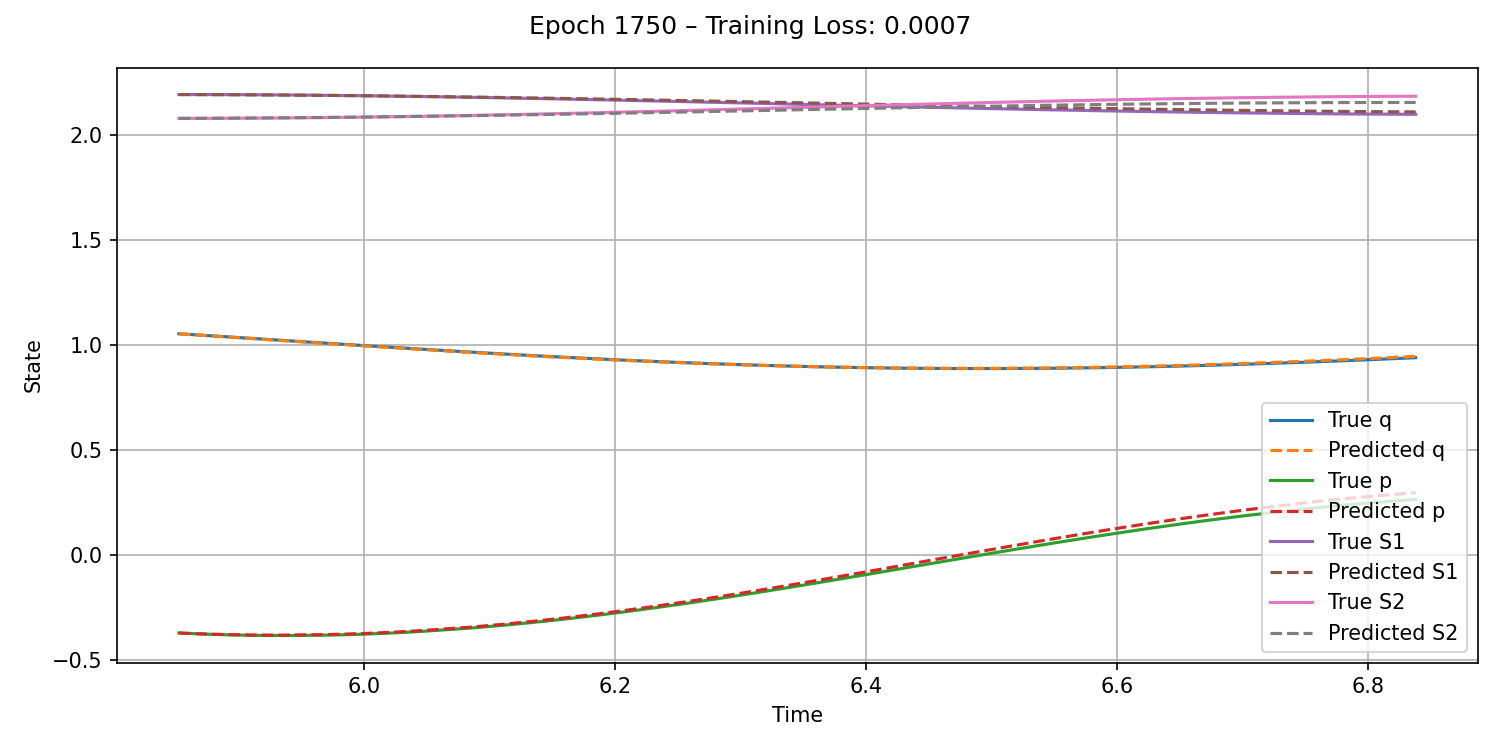 Epoch 1750 – Training Loss: 0.0007
State
2.0
1.5
1.0
0.5
0.0
−0.5
True q
Predicted q
True p
Predicted p
True S1
Predicted S1
True S2
Predicted S2
6.0 6.2 6.4 6.6 6.8
Time